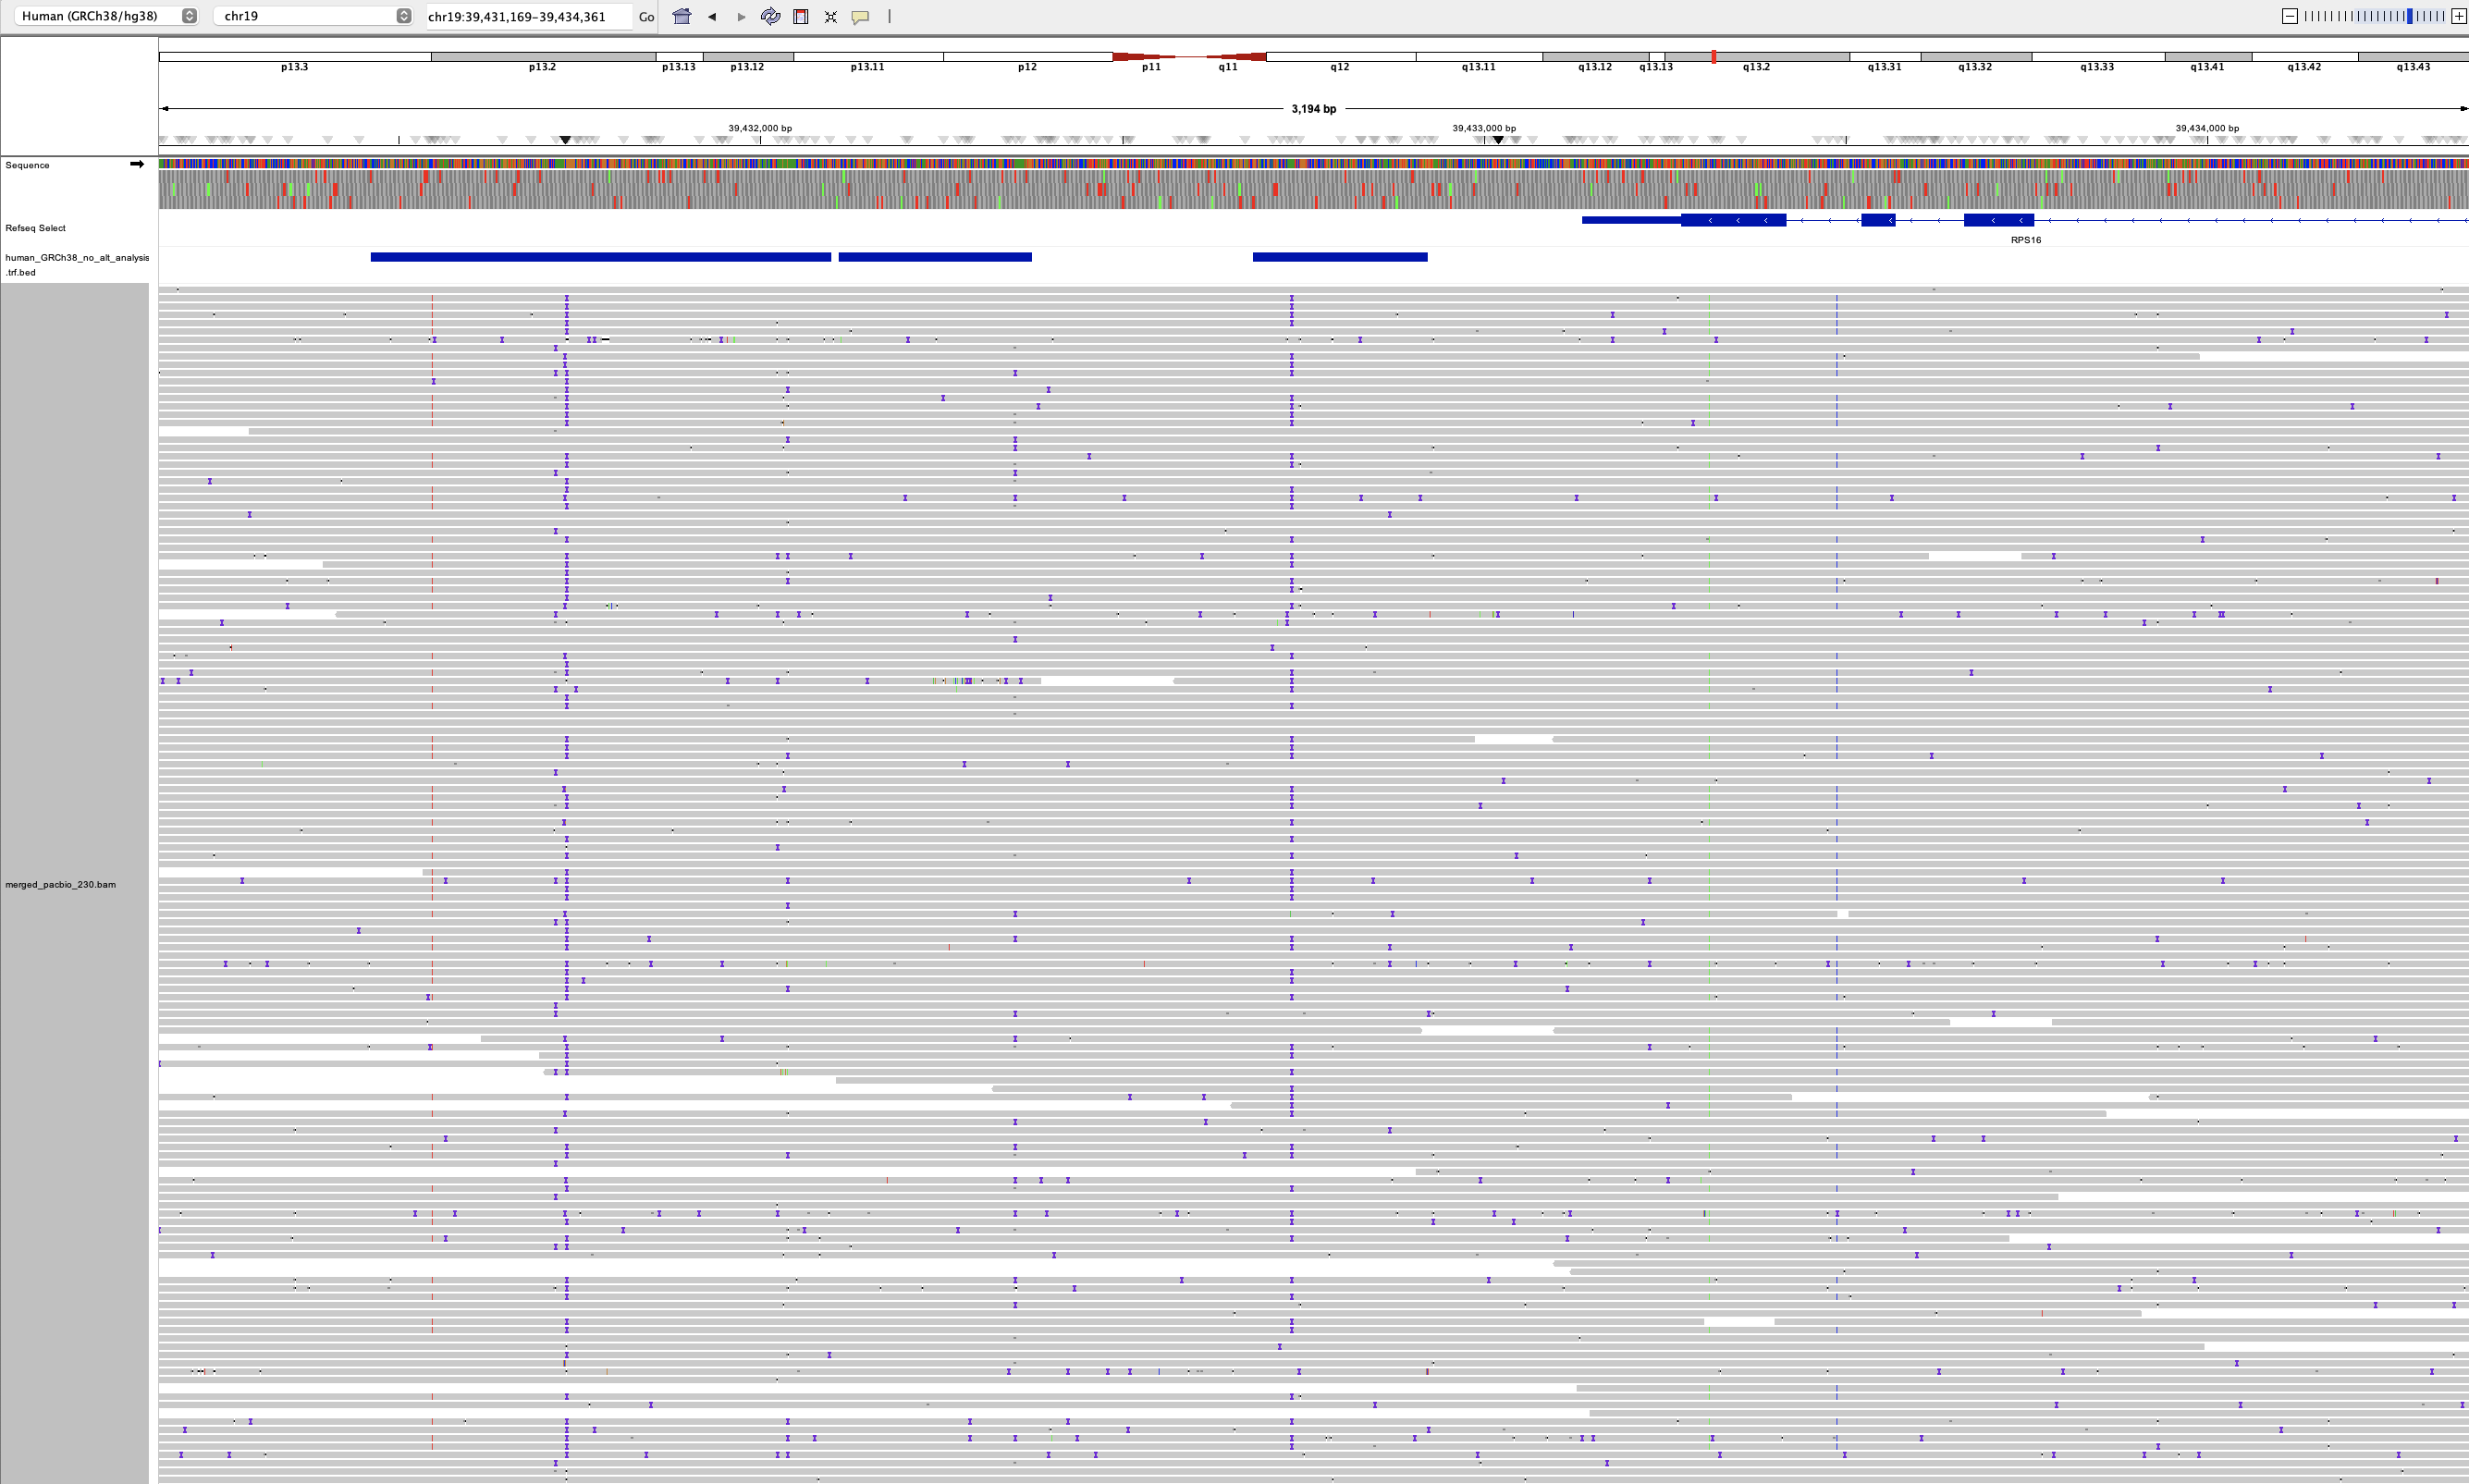 Human (GRCh38/hg38) chr19 chr19:39,431,169-39,434,361 Go
p13.3 p13.2 p13.13 p13.12 p13.11 p12 p11 q11 q12 q13.11 q13.12 q13.13 q13.2 q13.31 q13.32 q13.33 q13.41 q13.42 q13.43
3,194 bp
39,432,000 bp 39,433,000 bp 39,434,000 bp
Sequence
Refseq Select
RPS16
human_GRCh38_no_alt_analysis
.trf.bed
merged_pacbio_230.bam